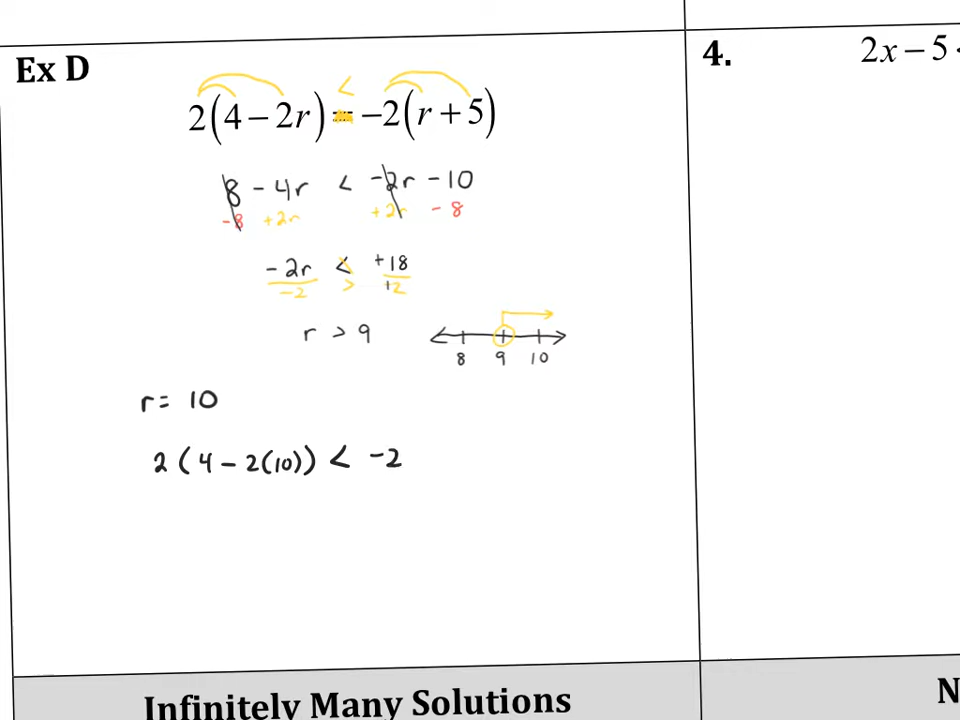 Ex D
<
2(4 − 2r) = −2(r + 5)
8 - 4r < -2r - 10
-8 +2r +2r - 8
-2r < +18
-2 > +2
r > 9
8 9 10
r = 10
2 (4 - 2(10)) < -2
Infinitely Many Solutions
4.
2x − 5 <
N